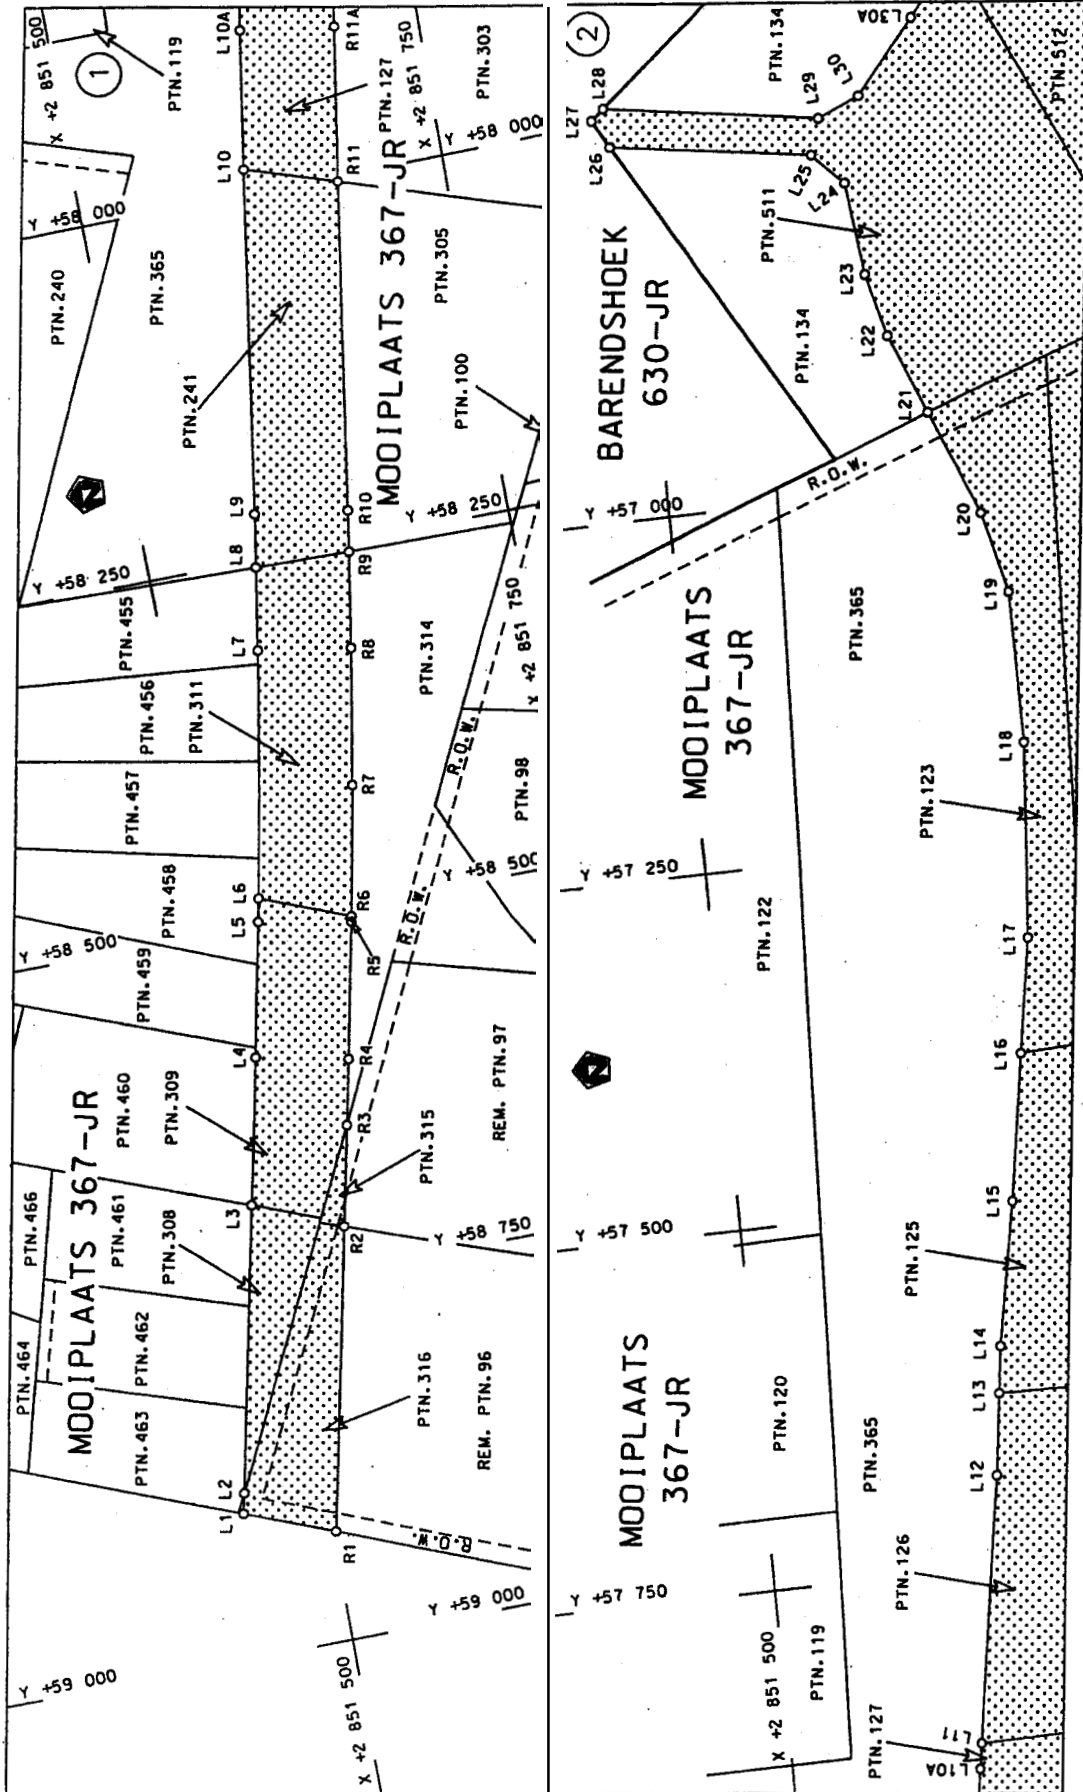 1
X +2 851 500
PTN.119
L10A
R11A
PTN.127
X +2 851 750
PTN.303
Y +58 000
L10
R11
Y +58 000
PTN.240
PTN.365
PTN.241
MOOIPLAATS 367-JR
PTN.305
PTN.100
L9
L8
R10
R9
Y +58 250
Y +58 250
PTN.455
L7
R8
PTN.456
PTN.311
PTN.314
X +2 851 750
R.O.W.
PTN.457
R7
PTN.98
Y +58 500
PTN.458
L6
L5
R6
R5
R.O.W.
Y +58 500
PTN.459
L4
R4
R3
PTN.460
PTN.309
PTN.315
REM. PTN.97
MOOIPLAATS 367-JR
PTN.466
PTN.461
PTN.308
L3
R2
Y +58 750
PTN.464
PTN.462
PTN.463
PTN.316
REM. PTN.96
L2
L1
R1
R.O.W.
Y +59 000
Y +59 000
X +2 851 500
2
PTN.134
L30A
L30
L29
L28
L27
L26
L25
L24
PTN.512
PTN.511
L23
L22
L21
BARENDSHOEK
630-JR
PTN.134
R.O.W.
Y +57 000
L20
L19
MOOIPLAATS
367-JR
PTN.365
L18
PTN.123
Y +57 250
PTN.122
L17
L16
L15
PTN.125
Y +57 500
L14
L13
L12
MOOIPLAATS
367-JR
PTN.120
PTN.365
PTN.126
Y +57 750
X +2 851 500
PTN.119
PTN.127
L11
L10A